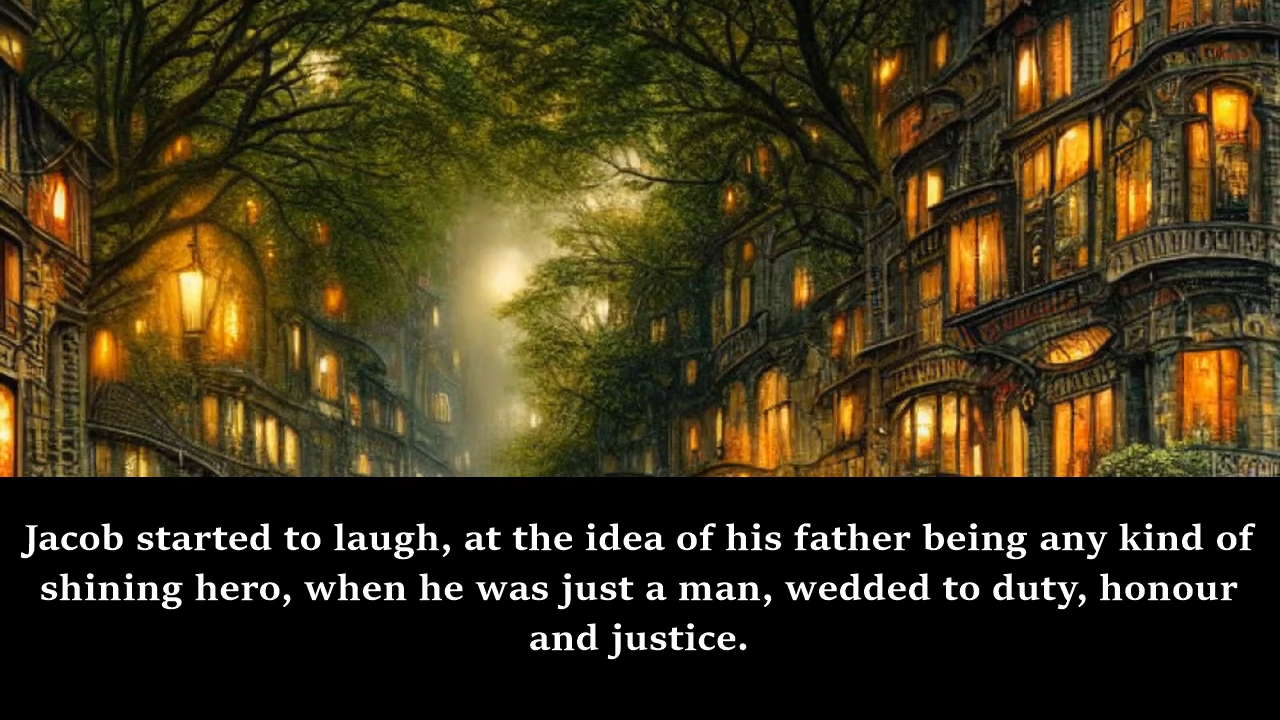 Jacob started to laugh, at the idea of his father being any kind of
shining hero, when he was just a man, wedded to duty, honour
and justice.